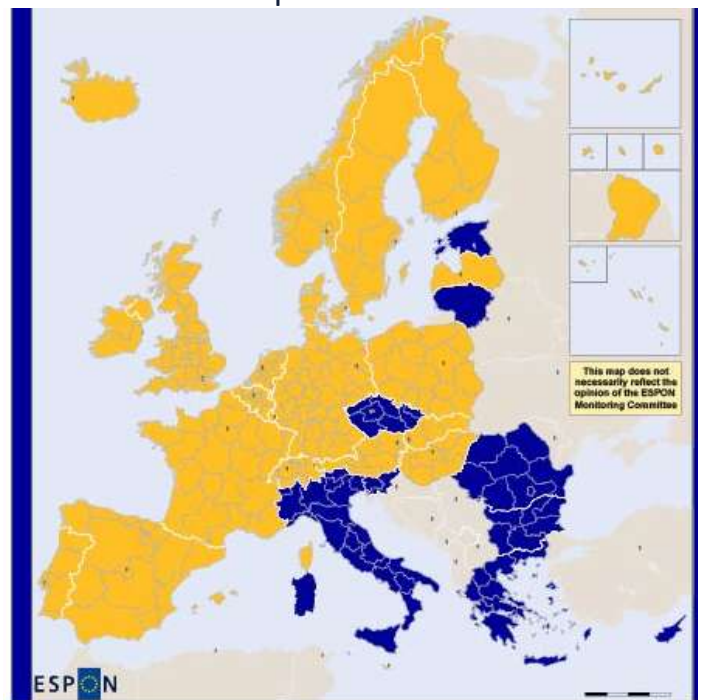 This map does not
necessarily reflect the
opinion of the ESPON
Monitoring Committee
ESPON